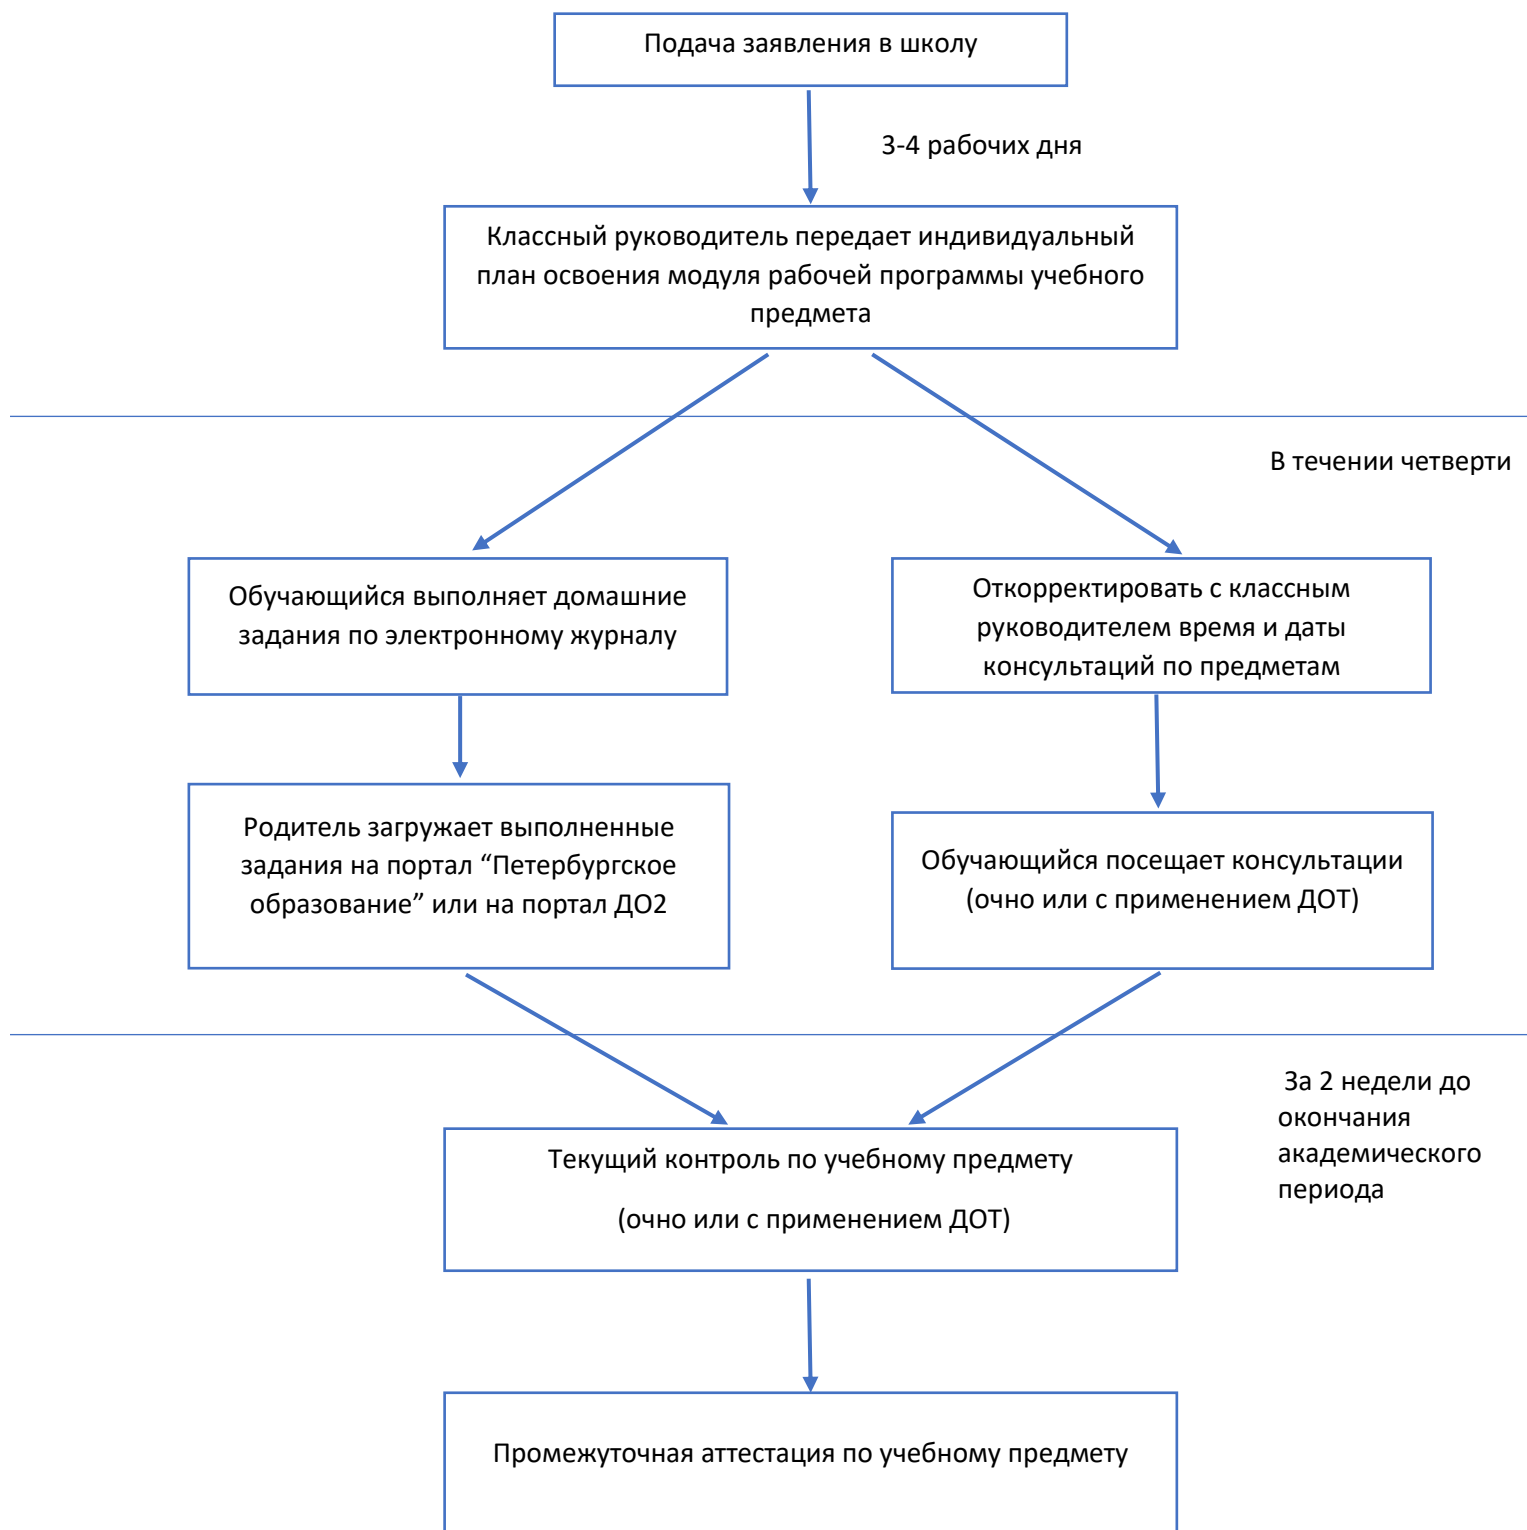 Подача заявления в школу
3-4 рабочих дня
Классный руководитель передает индивидуальный
план освоения модуля рабочей программы учебного
предмета
В течении четверти
Обучающийся выполняет домашние
задания по электронному журналу
Откорректировать с классным
руководителем время и даты
консультаций по предметам
Родитель загружает выполненные
задания на портал “Петербургское
образование” или на портал ДО2
Обучающийся посещает консультации
(очно или с применением ДОТ)
За 2 недели до
окончания
академического
периода
Текущий контроль по учебному предмету
(очно или с применением ДОТ)
Промежуточная аттестация по учебному предмету